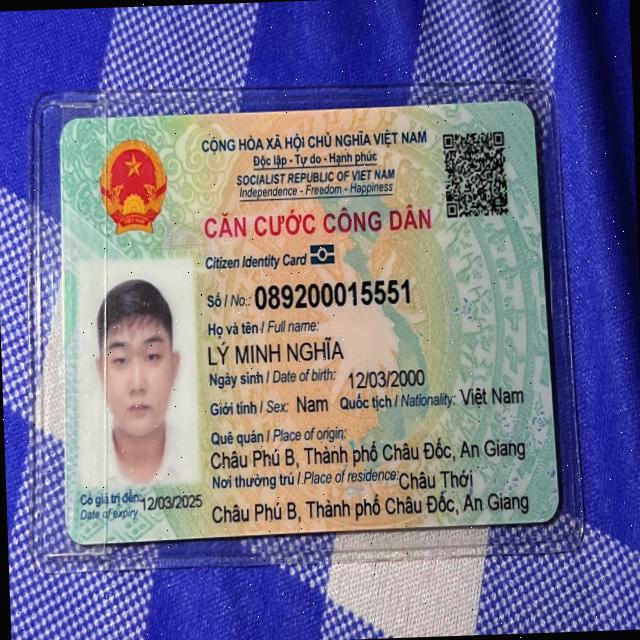 CỘNG HÒA XÃ HỘI CHỦ NGHĨA VIỆT NAM
Độc lập - Tự do - Hạnh phúc
SOCIALIST REPUBLIC OF VIET NAM
Independence - Freedom - Happiness
CĂN CƯỚC CÔNG DÂN
Citizen Identity Card
Số / No.: 089200015551
Họ và tên / Full name:
LÝ MINH NGHĨA
Ngày sinh / Date of birth: 12/03/2000
Giới tính / Sex: Nam Quốc tịch / Nationality: Việt Nam
Quê quán / Place of origin:
Châu Phú B, Thành phố Châu Đốc, An Giang
Nơi thường trú / Place of residence: Châu Thới
Châu Phú B, Thành phố Châu Đốc, An Giang
Có giá trị đến: 12/03/2025
Date of expiry